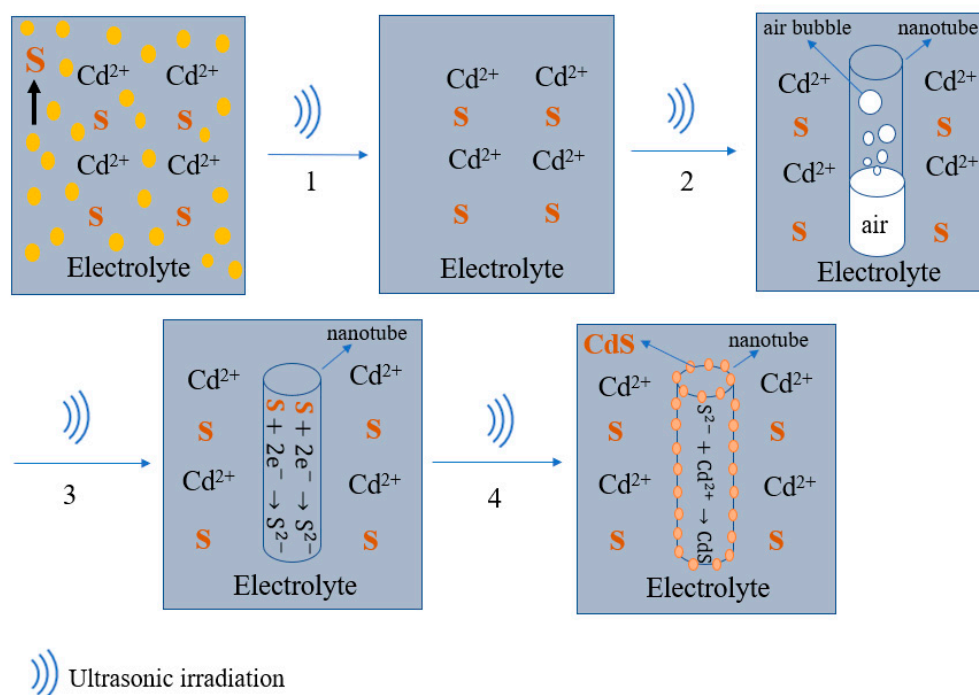 S
Cd²⁺ Cd²⁺
S S
Cd²⁺ Cd²⁺
S S
Electrolyte
1
Cd²⁺ Cd²⁺
S S
Cd²⁺ Cd²⁺
S S
Electrolyte
2
air bubble nanotube
Cd²⁺ Cd²⁺
S S
Cd²⁺ Cd²⁺
S air S
Electrolyte
3
nanotube
Cd²⁺ Cd²⁺
S S
Cd²⁺ Cd²⁺
S S
S + 2e⁻ → S²⁻
S + 2e⁻ → S²⁻
Electrolyte
4
CdS nanotube
Cd²⁺ Cd²⁺
S S
Cd²⁺ Cd²⁺
S S
S²⁻ + Cd²⁺ → CdS
Electrolyte
Ultrasonic irradiation